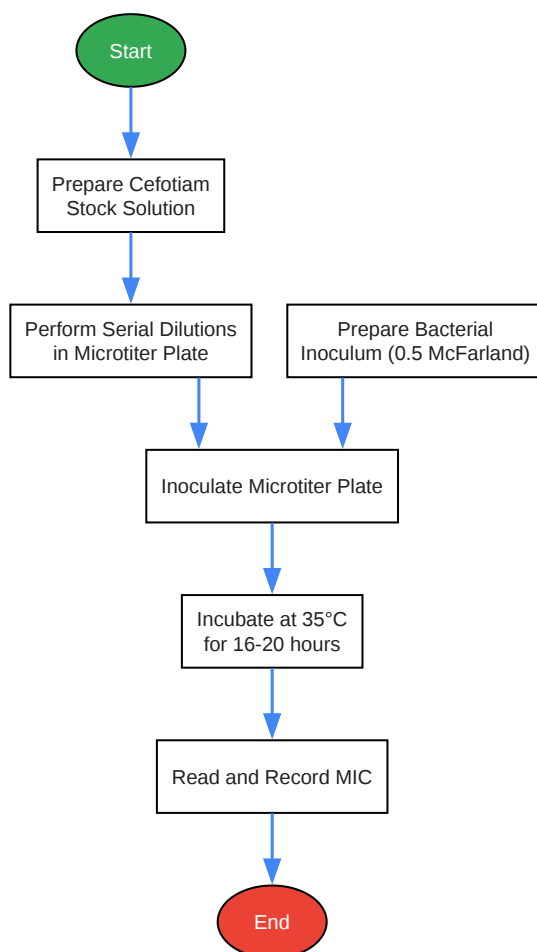 Start
Prepare Cefotiam
Stock Solution
Perform Serial Dilutions
in Microtiter Plate
Prepare Bacterial
Inoculum (0.5 McFarland)
Inoculate Microtiter Plate
Incubate at 35°C
for 16-20 hours
Read and Record MIC
End